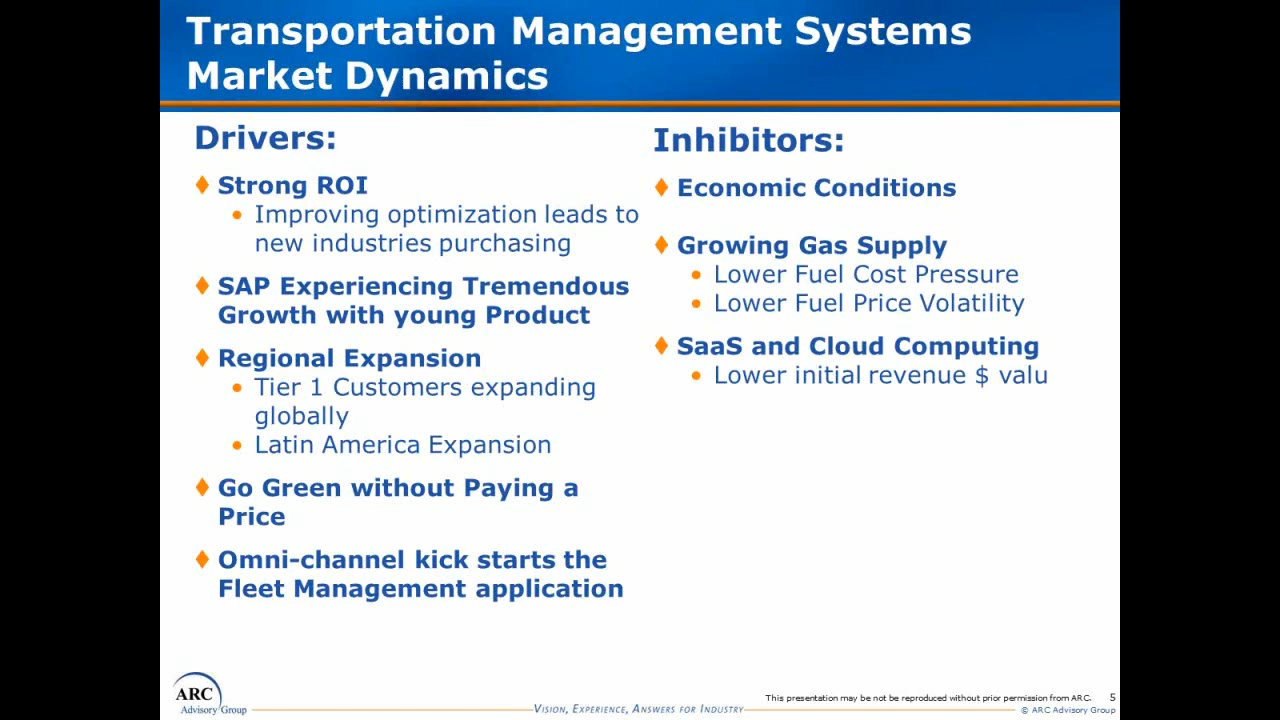 Transportation Management Systems
Market Dynamics
Drivers:
Strong ROI
Improving optimization leads to
new industries purchasing
SAP Experiencing Tremendous
Growth with young Product
Regional Expansion
Tier 1 Customers expanding
globally
Latin America Expansion
Go Green without Paying a
Price
Omni-channel kick starts the
Fleet Management application
Inhibitors:
Economic Conditions
Growing Gas Supply
Lower Fuel Cost Pressure
Lower Fuel Price Volatility
SaaS and Cloud Computing
Lower initial revenue $ valu
ARC
Advisory Group
VISION, EXPERIENCE, ANSWERS FOR INDUSTRY
This presentation may be not be reproduced without prior permission from ARC. 5
© ARC Advisory Group